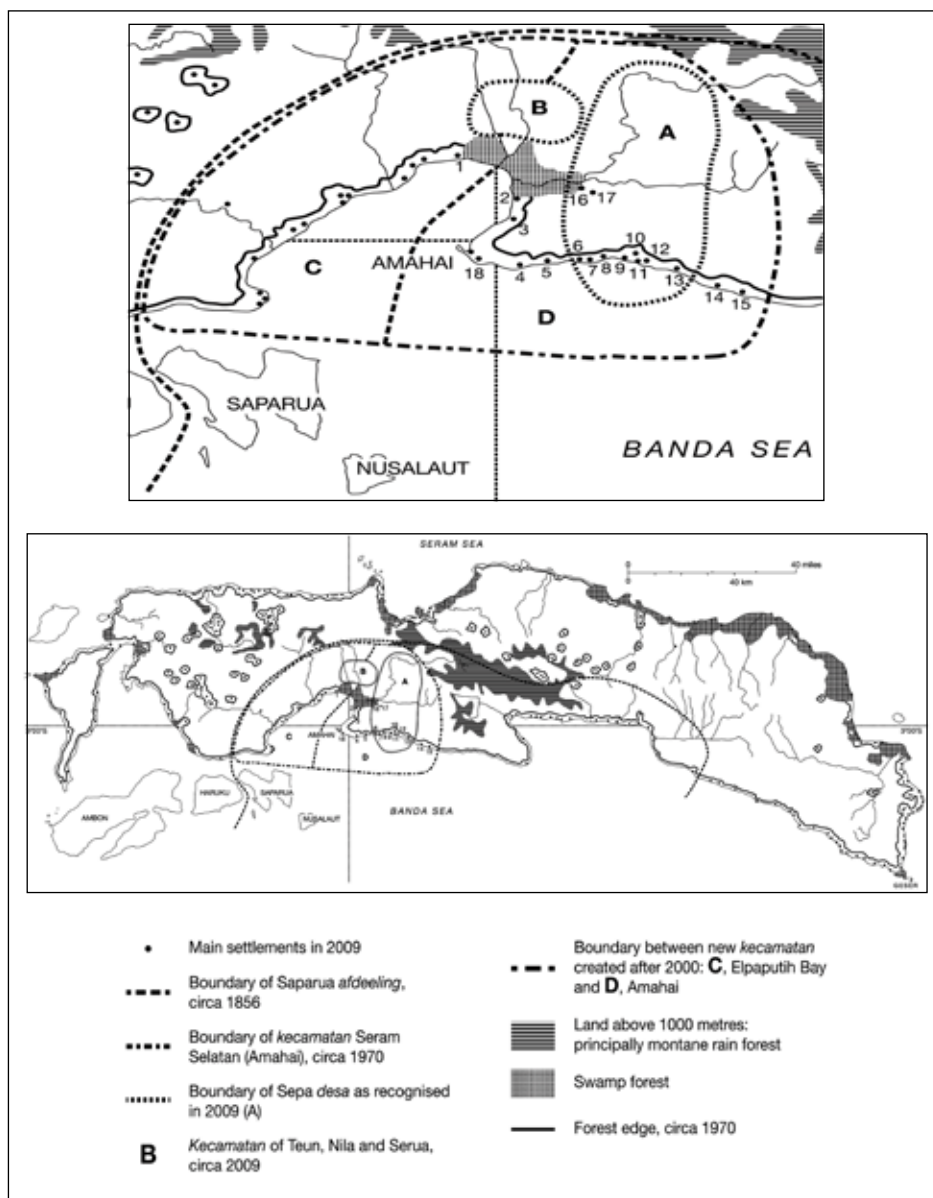 B
A
1
2
16
17
3
10
6
12
C
AMAHAI
7
8
9
11
18
4
5
13
14
15
D
SAPARUA
BANDA SEA
NUSALAUT
SERAM SEA
0 40 miles
0 40 km
B
A
3°00'S
3°00'S
AMAHAI
C
D
HARUKU
SAPARUA
BANDA SEA
AMBON
NUSALAUT
GESER
Main settlements in 2009
Boundary of Saparua afdeeling,
circa 1856
Boundary of kecamatan Seram
Selatan (Amahai), circa 1970
Boundary of Sepa desa as recognised
in 2009 (A)
B Kecamatan of Teun, Nila and Serua,
circa 2009
Boundary between new kecamatan
created after 2000: C, Elpaputih Bay
and D, Amahai
Land above 1000 metres:
principally montane rain forest
Swamp forest
Forest edge, circa 1970